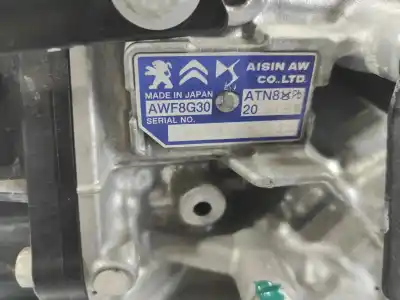 AISIN AW
CO.,LTD.
MADE IN JAPAN
AWF8G30
SERIAL NO.
20